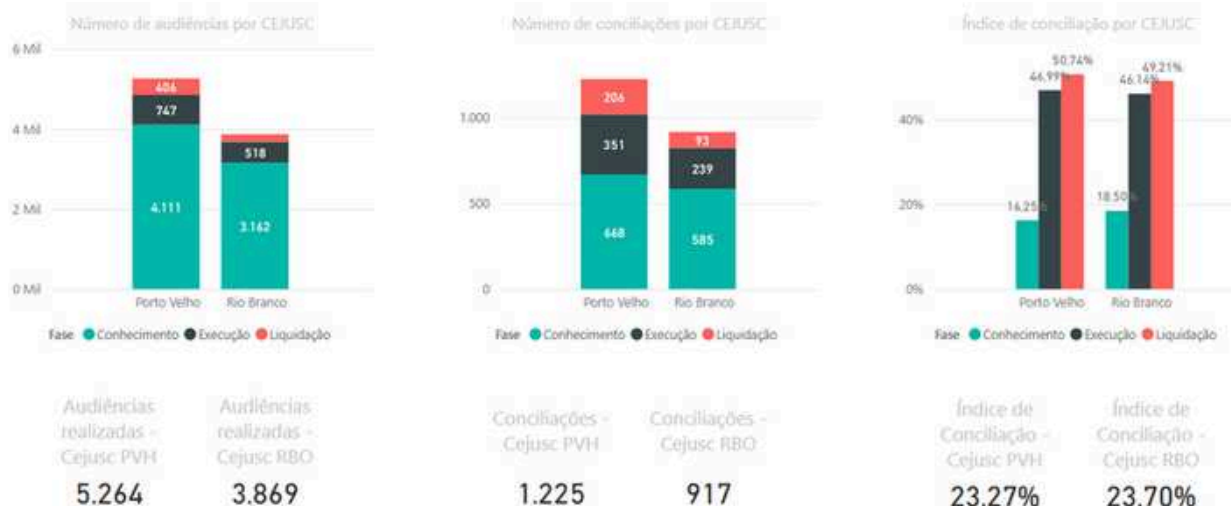 Número de audiências por CEJUSC
6 Mil
4 Mil
2 Mil
0 Mil
406
747
4.111
518
3.162
Porto Velho
Rio Branco
Fase Conhecimento Execução Liquidação
Número de conciliações por CEJUSC
1.000
500
0
206
351
668
93
239
585
Porto Velho
Rio Branco
Fase Conhecimento Execução Liquidação
Índice de conciliação por CEJUSC
40%
20%
0%
16.25%
46.99%
50.74%
18.50%
46.14%
49.21%
Porto Velho
Rio Branco
Fase Conhecimento Execução Liquidação
Audiências
realizadas -
Cejusc PVH
5.264
Audiências
realizadas -
Cejusc RBO
3.869
Conciliações -
Cejusc PVH
1.225
Conciliações -
Cejusc RBO
917
Índice de
Conciliação -
Cejusc PVH
23.27%
Índice de
Conciliação -
Cejusc RBO
23.70%